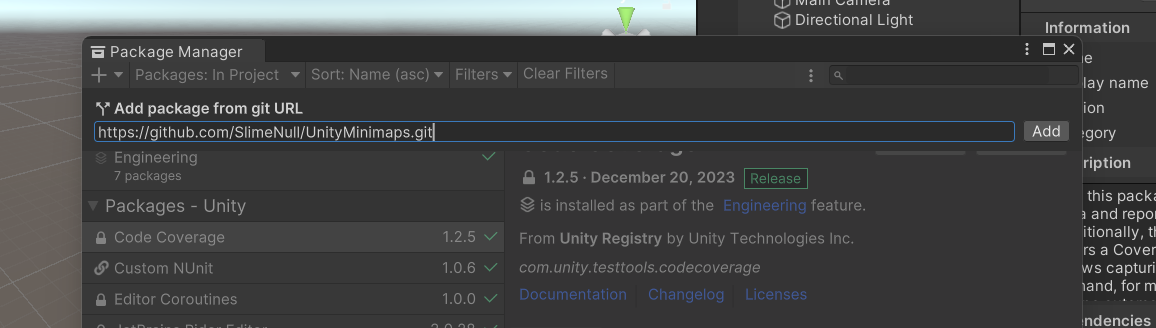 Main Camera
Directional Light
Information
Package Manager
Packages: In Project
Sort: Name (asc)
Filters
Clear Filters
lay name
Add package from git URL
https://github.com/SlimeNull/UnityMinimaps.git
Add
Engineering
7 packages
1.2.5 · December 20, 2023
Release
is installed as part of the Engineering feature.
Packages - Unity
Code Coverage 1.2.5
From Unity Registry by Unity Technologies Inc.
Custom NUnit 1.0.6
com.unity.testtools.codecoverage
Editor Coroutines 1.0.0
Documentation
Changelog
Licenses
this packa
a and repor
itionally, th
rs a Cover
ws capturi
hand, for m
endencies